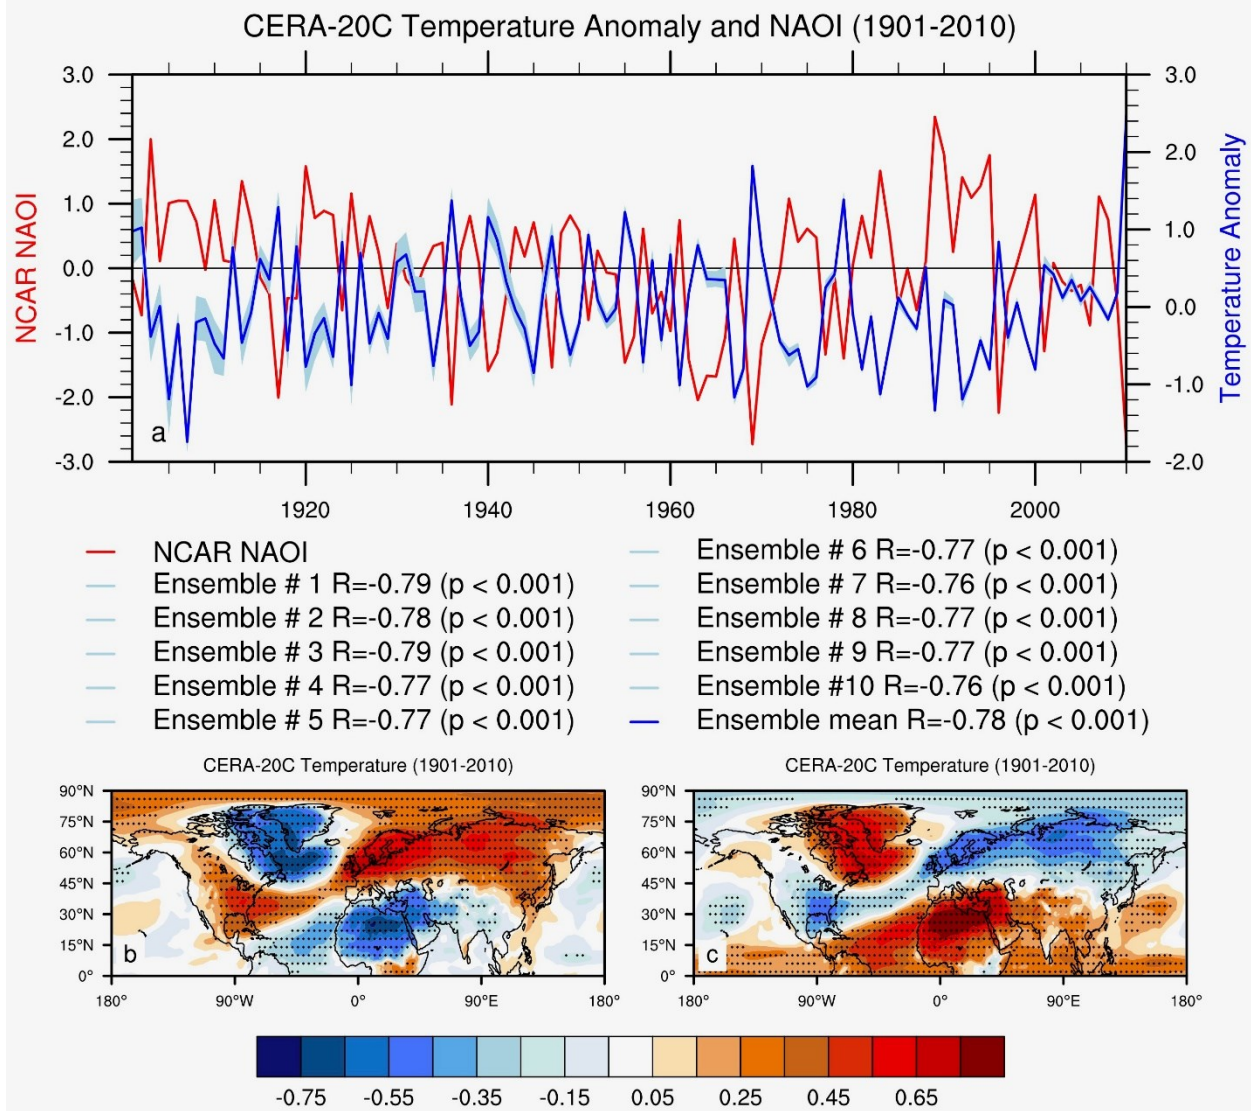 CERA-20C Temperature Anomaly and NAOI (1901-2010)
3.0
2.0
1.0
0.0
-1.0
-2.0
-3.0
NCAR NAOI
3.0
2.0
1.0
0.0
-1.0
-2.0
Temperature Anomaly
a
1920 1940 1960 1980 2000
NCAR NAOI
Ensemble # 1 R=-0.79 (p < 0.001)
Ensemble # 2 R=-0.78 (p < 0.001)
Ensemble # 3 R=-0.79 (p < 0.001)
Ensemble # 4 R=-0.77 (p < 0.001)
Ensemble # 5 R=-0.77 (p < 0.001)
Ensemble # 6 R=-0.77 (p < 0.001)
Ensemble # 7 R=-0.76 (p < 0.001)
Ensemble # 8 R=-0.77 (p < 0.001)
Ensemble # 9 R=-0.77 (p < 0.001)
Ensemble #10 R=-0.76 (p < 0.001)
Ensemble mean R=-0.78 (p < 0.001)
CERA-20C Temperature (1901-2010)
90°N
75°N
60°N
45°N
30°N
15°N
0°
b
180° 90°W 0° 90°E 180°
CERA-20C Temperature (1901-2010)
90°N
75°N
60°N
45°N
30°N
15°N
0°
c
180° 90°W 0° 90°E 180°
-0.75 -0.55 -0.35 -0.15 0.05 0.25 0.45 0.65